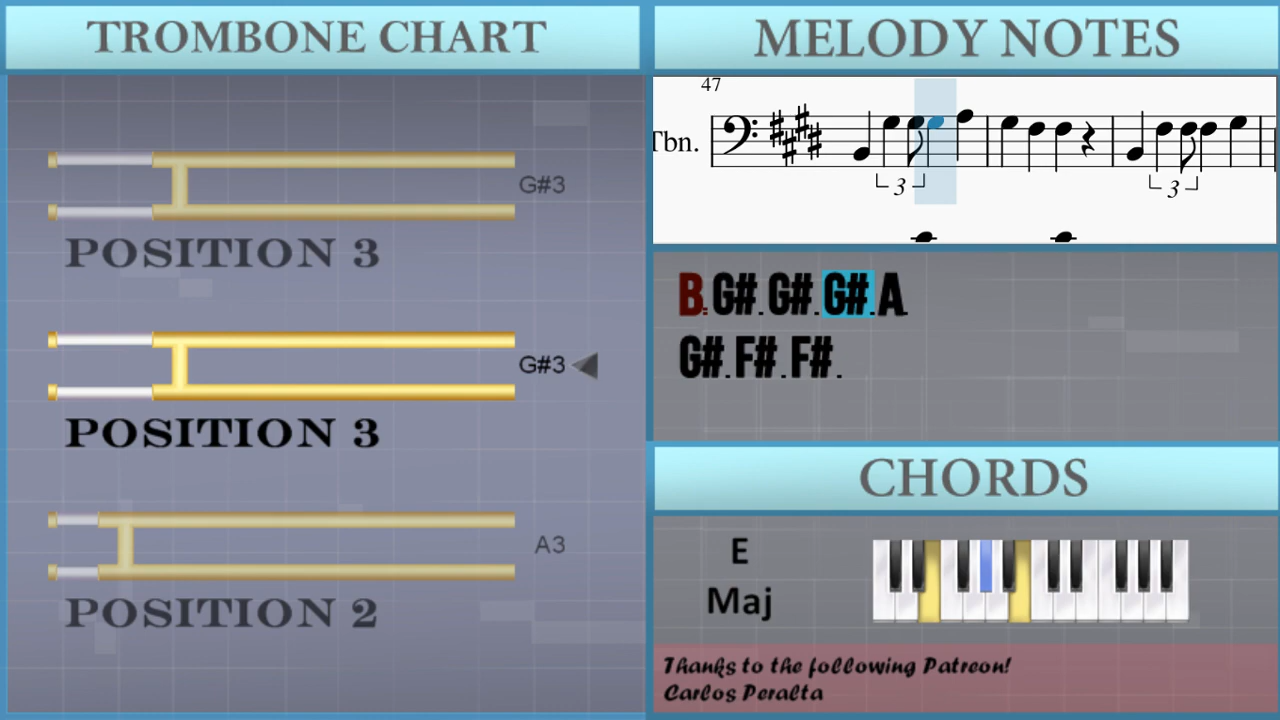 TROMBONE CHART
G#3
POSITION 3
G#3
POSITION 3
A3
POSITION 2
MELODY NOTES
47
Tbn.
3
3
B. G#. G#. G#. A.
G#. F#. F#.
CHORDS
E
Maj
Thanks to the following Patreon!
Carlos Peralta